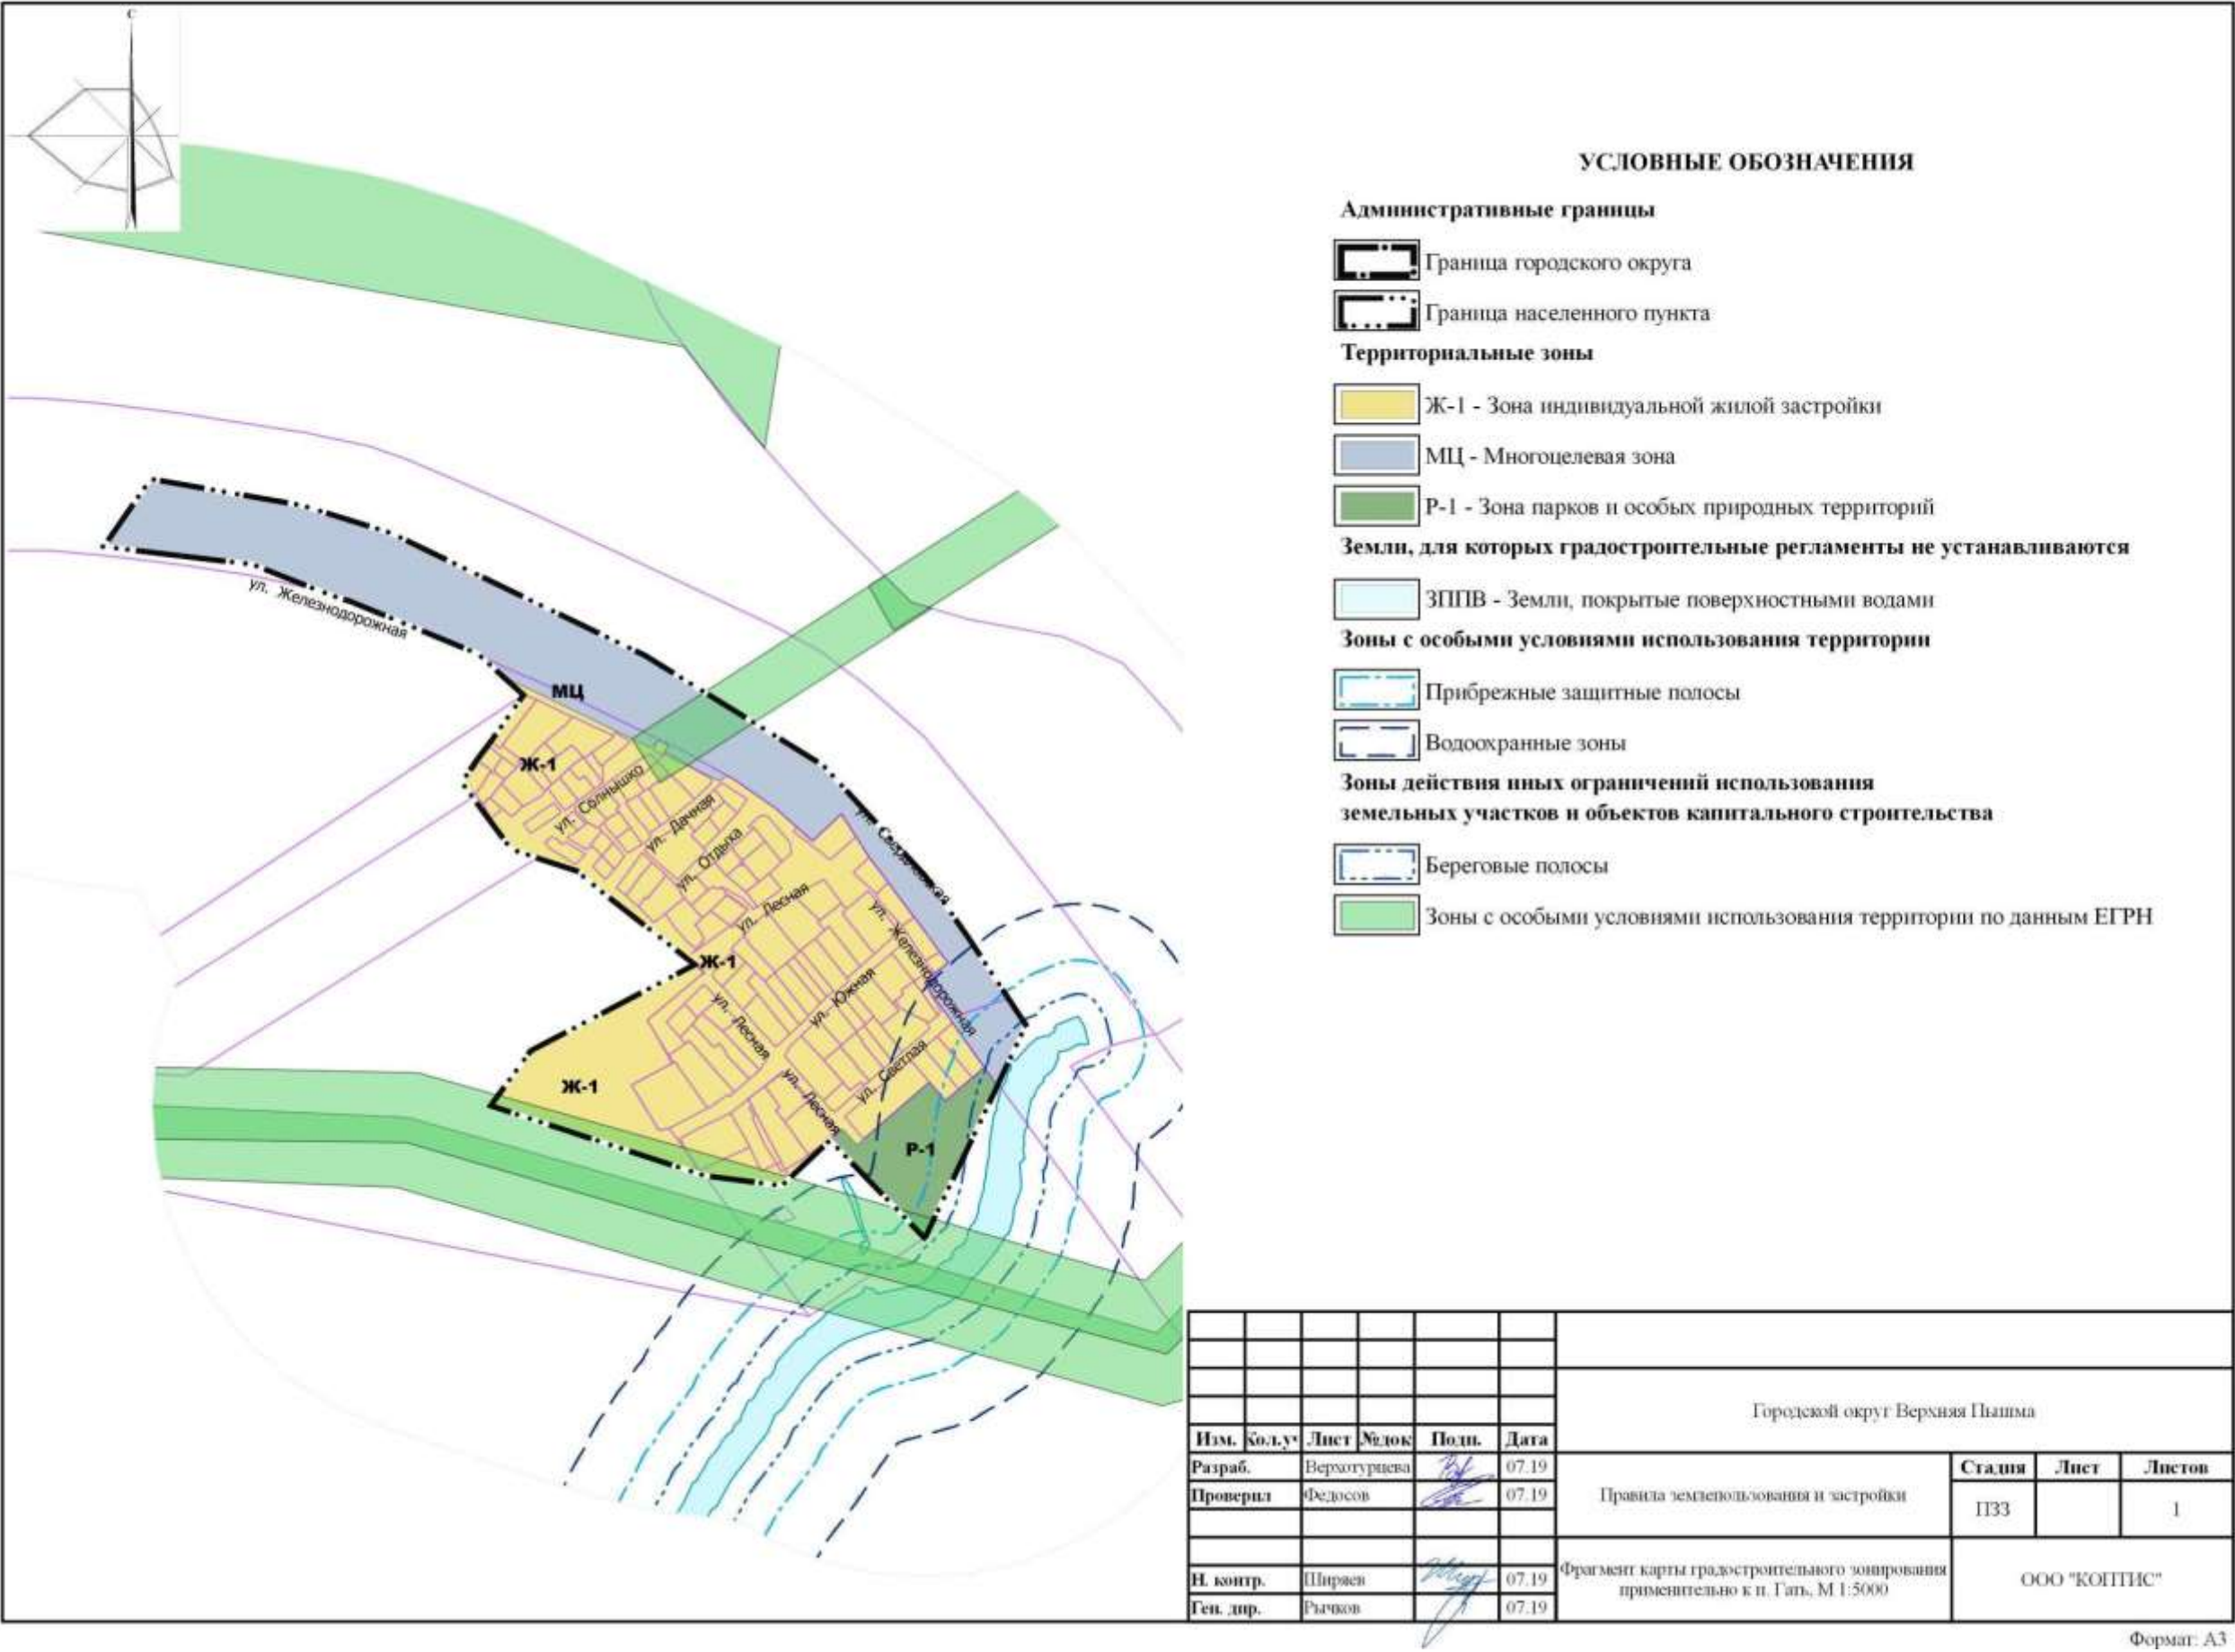 С
УСЛОВНЫЕ ОБОЗНАЧЕНИЯ
Административные границы
Граница городского округа
Граница населенного пункта
Территориальные зоны
Ж-1 - Зона индивидуальной жилой застройки
МЦ - Многоцелевая зона
Р-1 - Зона парков и особых природных территорий
Земли, для которых градостроительные регламенты не устанавливаются
ЗППВ - Земли, покрытые поверхностными водами
Зоны с особыми условиями использования территории
Прибрежные защитные полосы
Водоохранные зоны
Зоны действия иных ограничений использования
земельных участков и объектов капитального строительства
Береговые полосы
Зоны с особыми условиями использования территории по данным ЕГРН
ул. Железнодорожная
МЦ
Ж-1
ул. Солнышко
ул. Дачная
ул. Отдыха
ул. Лесная
ул. Железнодорожная
Ж-1
ул. Южная
ул. Лесная
ул. Светлая
ул. Лесная
Ж-1
Р-1
Городской округ Верхняя Пышма
Изм. Кол.уч Лист №док Подп. Дата
Разраб. Верхотурцева 07.19
Проверил Федосов 07.19
Правила землепользования и застройки
Стадия Лист Листов
ПЗЗ 1
Н. контр. Ширяев 07.19
Ген. дир. Рычков 07.19
Фрагмент карты градостроительного зонирования
применительно к п. Гать, М 1:5000
ООО "КОПТИС"
Формат: А3